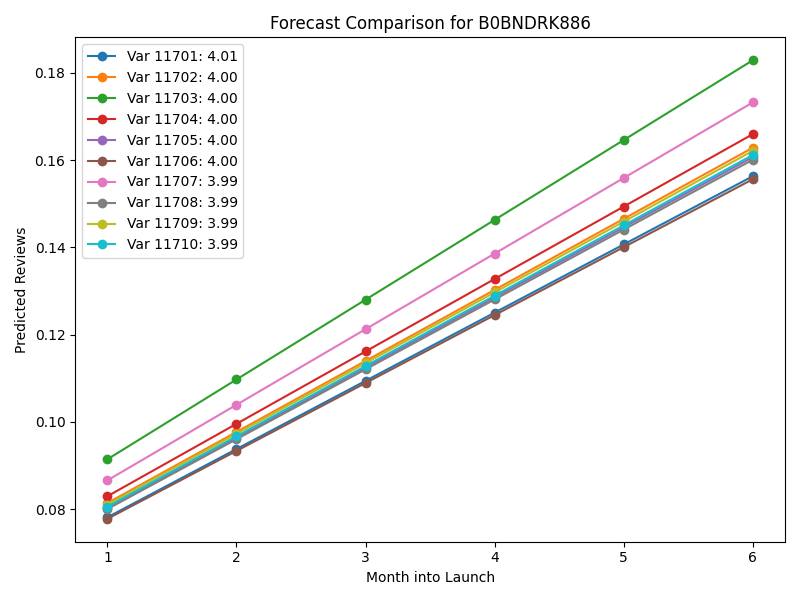 Forecast Comparison for B0BNDRK886
Var 11701: 4.01
Var 11702: 4.00
Var 11703: 4.00
Var 11704: 4.00
Var 11705: 4.00
Var 11706: 4.00
Var 11707: 3.99
Var 11708: 3.99
Var 11709: 3.99
Var 11710: 3.99
0.18
0.16
0.14
0.12
0.10
0.08
Predicted Reviews
1 2 3 4 5 6
Month into Launch